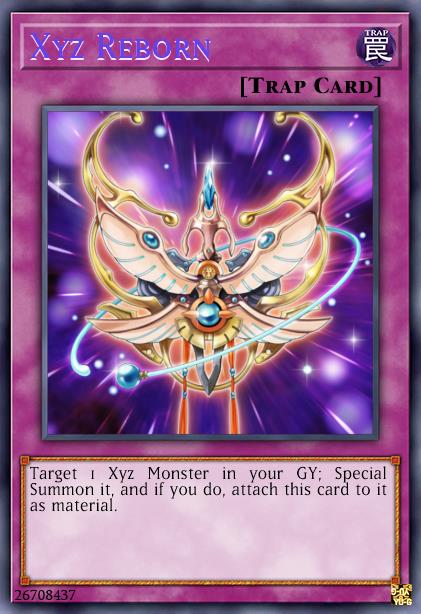 Xyz Reborn
TRAP
罠
[Trap Card]
Target 1 Xyz Monster in your GY; Special
Summon it, and if you do, attach this card to it
as material.
26708437